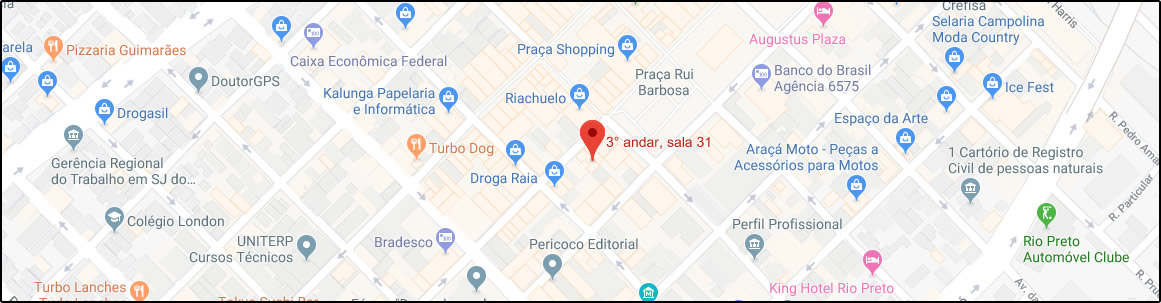 Crefisa
Selaria Campolina
Moda Country
Harris
Augustus Plaza
arela
Pizzaria Guimarães
Praça Shopping
Caixa Econômica Federal
DoutorGPS
Praça Rui
Barbosa
Banco do Brasil
Agência 6575
Kalunga Papelaria
e Informática
Riachuelo
Ice Fest
Drogasil
Espaço da Arte
R. Pedro Amar
3° andar, sala 31
Turbo Dog
Araçá Moto - Peças e
Acessórios para Motos
1 Cartório de Registro
Civil de pessoas naturais
Gerência Regional
do Trabalho em SJ do...
Droga Raia
R. Particular
Colégio London
Perfil Profissional
UNITERP
Cursos Técnicos
Bradesco
Pericoco Editorial
Rio Preto
Automóvel Clube
Turbo Lanches
King Hotel Rio Preto
Av. de
R. Pru